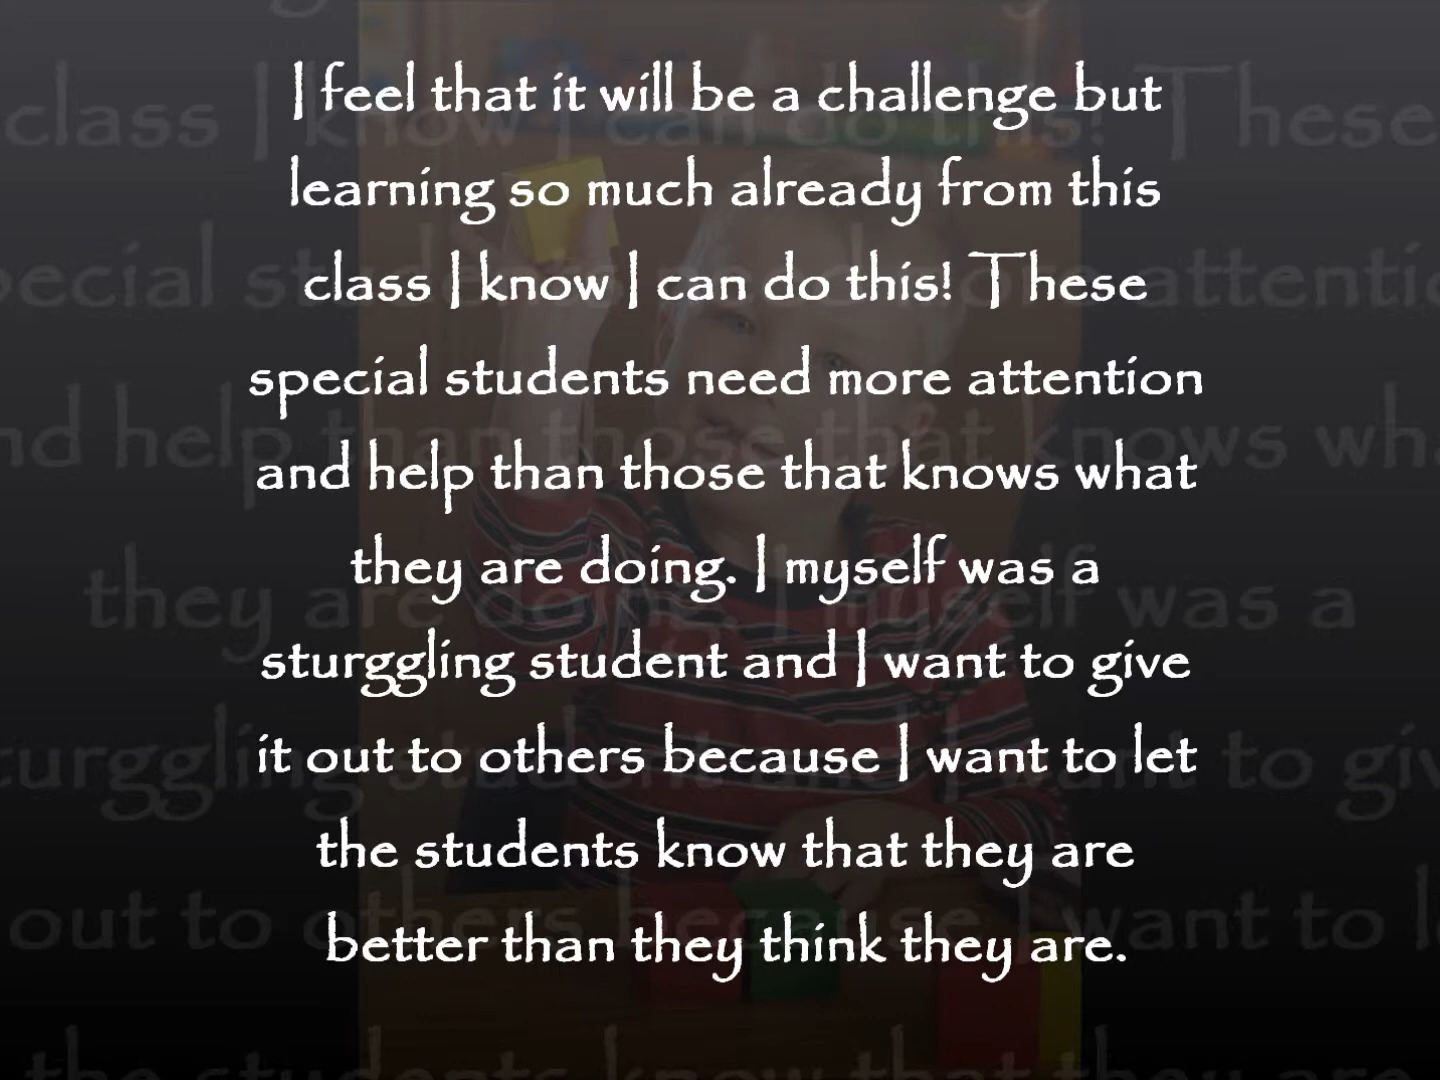 I feel that it will be a challenge but
learning so much already from this
class I know I can do this! These
special students need more attention
and help than those that knows what
they are doing. I myself was a
sturggling student and I want to give
it out to others because I want to let
the students know that they are
better than they think they are.